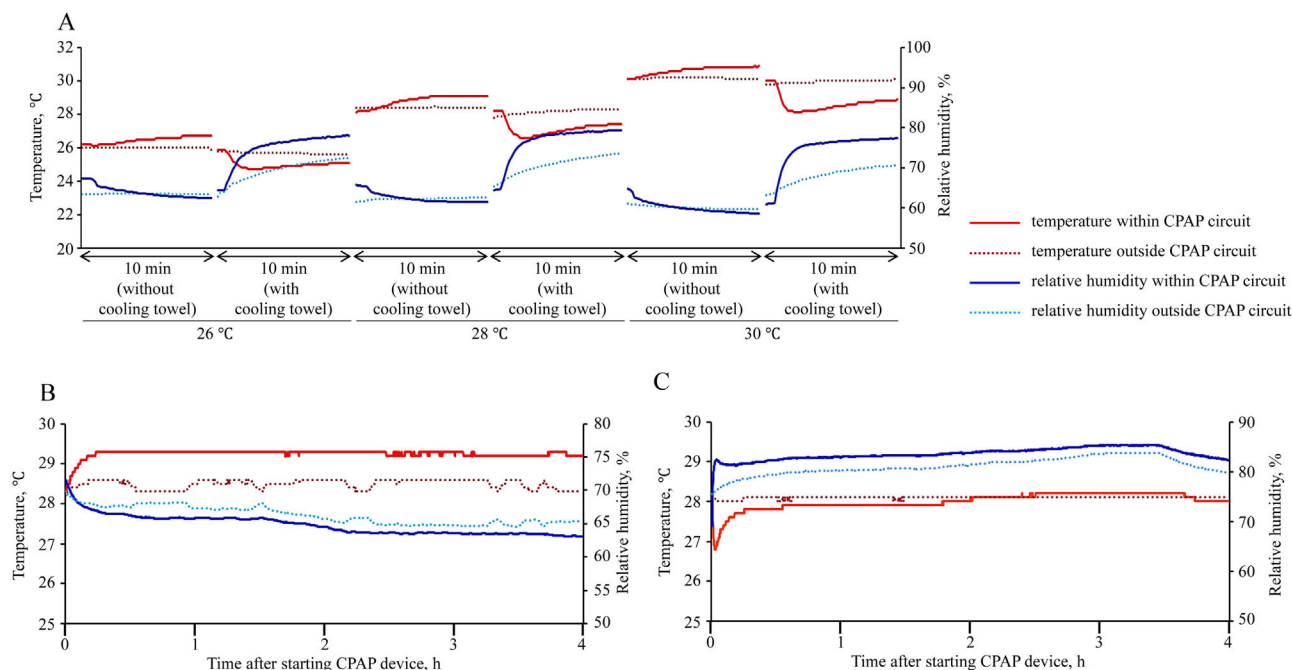 A
32
30
28
26
24
22
20
Temperature, ℃
100
90
80
70
60
50
Relative humidity, %
10 min
(without
cooling towel)
10 min
(with
cooling towel)
10 min
(without
cooling towel)
10 min
(with
cooling towel)
10 min
(without
cooling towel)
10 min
(with
cooling towel)
26 ℃
28 ℃
30 ℃
temperature within CPAP circuit
temperature outside CPAP circuit
relative humidity within CPAP circuit
relative humidity outside CPAP circuit
B
30
29
28
27
26
25
Temperature, ℃
80
75
70
65
60
55
50
Relative humidity, %
0 1 2 3 4
Time after starting CPAP device, h
C
30
29
28
27
26
25
Temperature, ℃
90
80
70
60
50
Relative humidity, %
0 1 2 3 4
Time after starting CPAP device, h